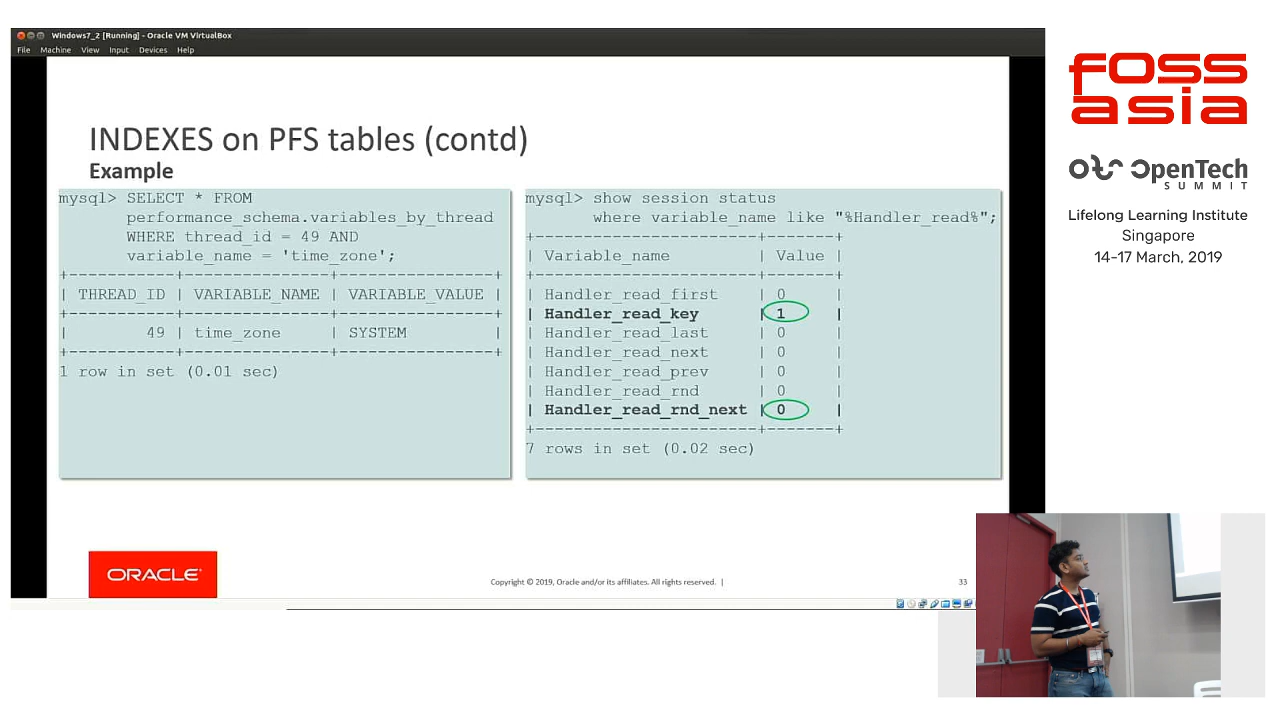 Windows7_2 [Running] - Oracle VM VirtualBox
File Machine View Input Devices Help
INDEXES on PFS tables (contd)
Example
mysql> SELECT * FROM
performance_schema.variables_by_thread
WHERE thread_id = 49 AND
variable_name = 'time_zone';
+-----------+---------------+----------------+
| THREAD_ID | VARIABLE_NAME | VARIABLE_VALUE |
+-----------+---------------+----------------+
| 49 | time_zone | SYSTEM
+-----------+---------------+----------------+
1 row in set (0.01 sec)
mysql> show session status
where variable_name like "%Handler_read%";
+-----------------------+-------+
| Variable_name | Value |
+-----------------------+-------+
| Handler_read_first | 0 |
| Handler_read_key | 1 |
| Handler_read_last | 0 |
| Handler_read_next | 0 |
| Handler_read_prev | 0 |
| Handler_read_rnd | 0 |
| Handler_read_rnd_next | 0 |
+-----------------------+-------+
7 rows in set (0.02 sec)
ORACLE
Copyright © 2019, Oracle and/or its affiliates. All rights reserved. |
33
FOSS
asia
OTS OpenTech
SUMMIT
Lifelong Learning Institute
Singapore
14-17 March, 2019